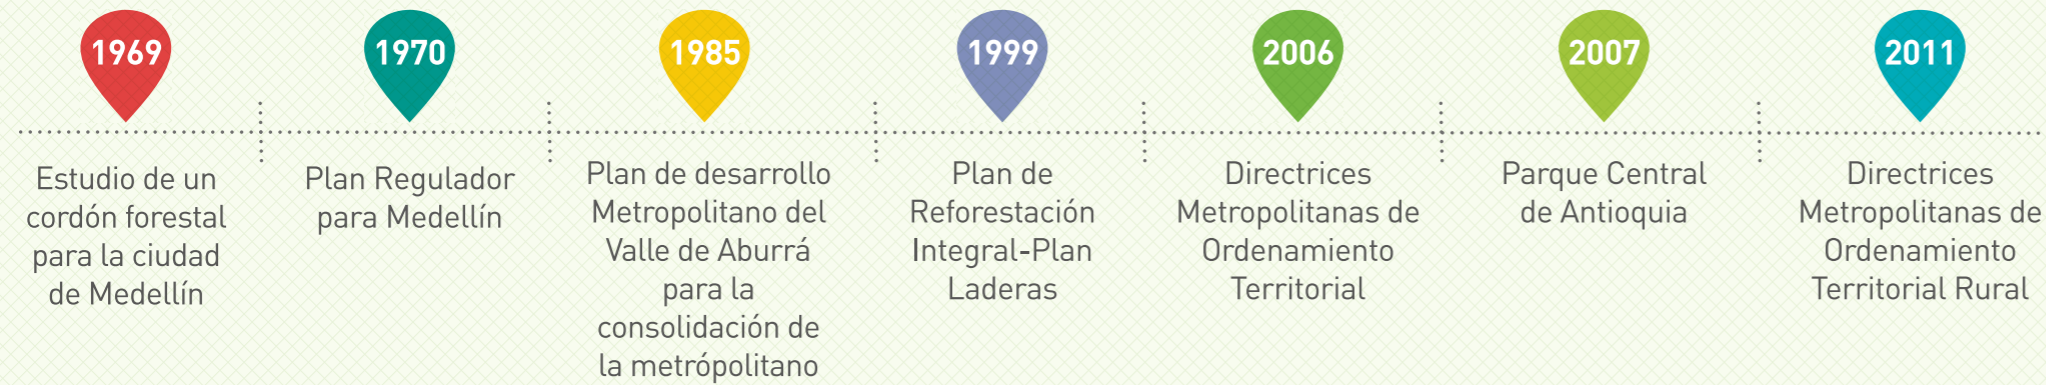 1969
Estudio de un
cordón forestal
para la ciudad
de Medellín
1970
Plan Regulador
para Medellín
1985
Plan de desarrollo
Metropolitano del
Valle de Aburrá
para la
consolidación de
la metrópolitano
1999
Plan de
Reforestación
Integral-Plan
Laderas
2006
Directrices
Metropolitanas de
Ordenamiento
Territorial
2007
Parque Central
de Antioquia
2011
Directrices
Metropolitanas de
Ordenamiento
Territorial Rural